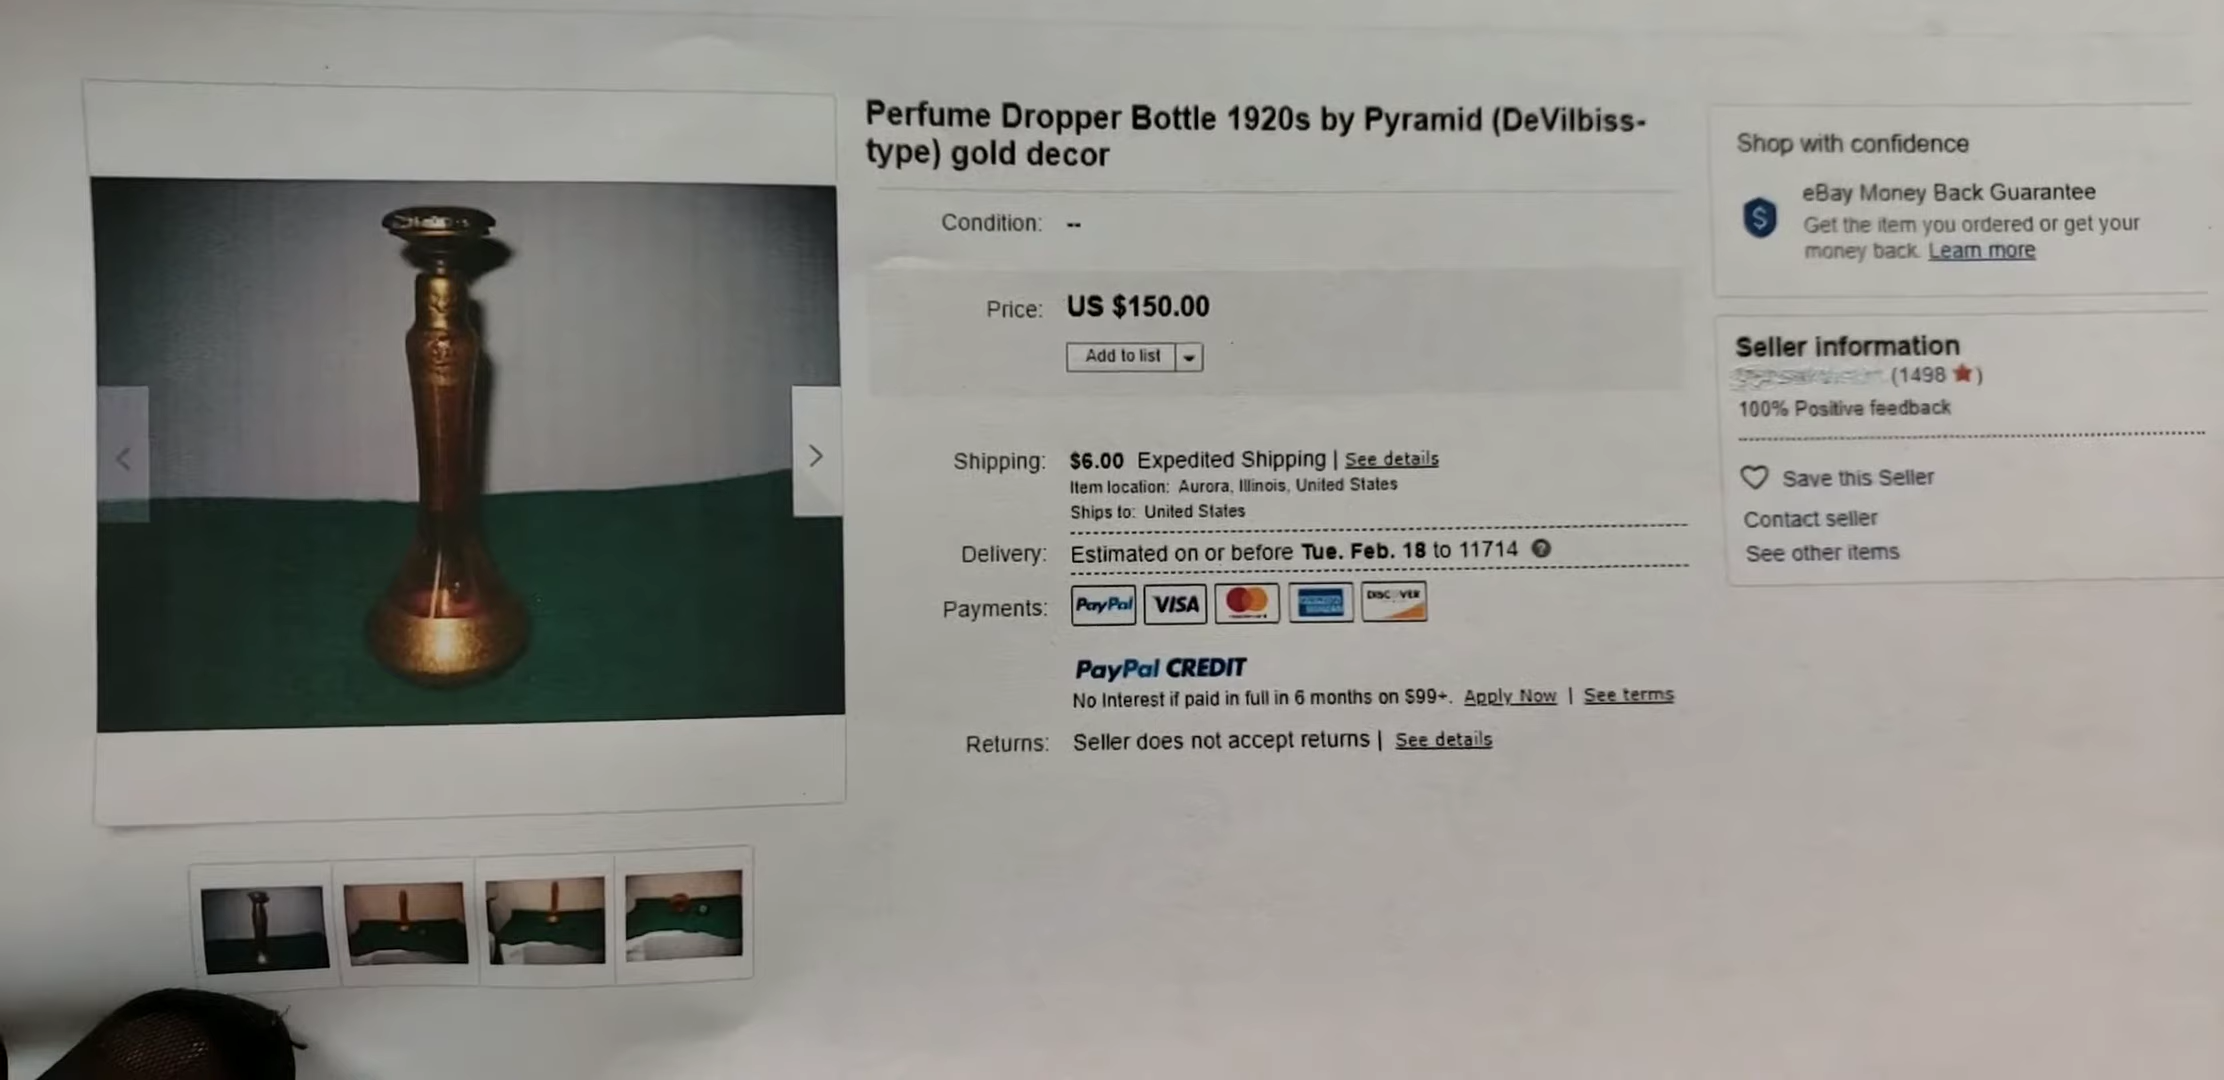 Perfume Dropper Bottle 1920s by Pyramid (DeVilbiss-
type) gold decor
Condition: --
Price: US $150.00
Add to list
Shipping: $6.00 Expedited Shipping | See details
Item location: Aurora, Illinois, United States
Ships to: United States
Delivery: Estimated on or before Tue. Feb. 18 to 11714
Payments: PayPal VISA DISCOVER
PayPal CREDIT
No Interest if paid in full in 6 months on $99+. Apply Now | See terms
Returns: Seller does not accept returns | See details
Shop with confidence
eBay Money Back Guarantee
Get the item you ordered or get your
money back. Learn more
Seller information
(1498 ★)
100% Positive feedback
Save this Seller
Contact seller
See other items